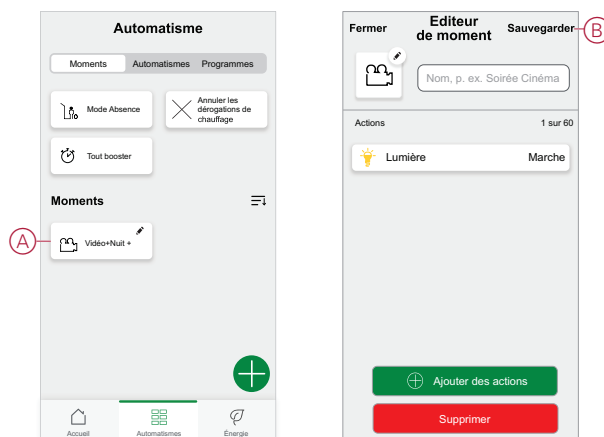 Automatisme
Moments Automatismes Programmes
Mode Absence
Annuler les
dérogations de
chauffage
Tout booster
Moments
A
Vidéo+Nuit +
Accueil Automatismes Énergie
Fermer Editeur de moment Sauvegarder
B
Nom, p. ex. Soirée Cinéma
Actions 1 sur 60
Lumière Marche
Ajouter des actions
Supprimer